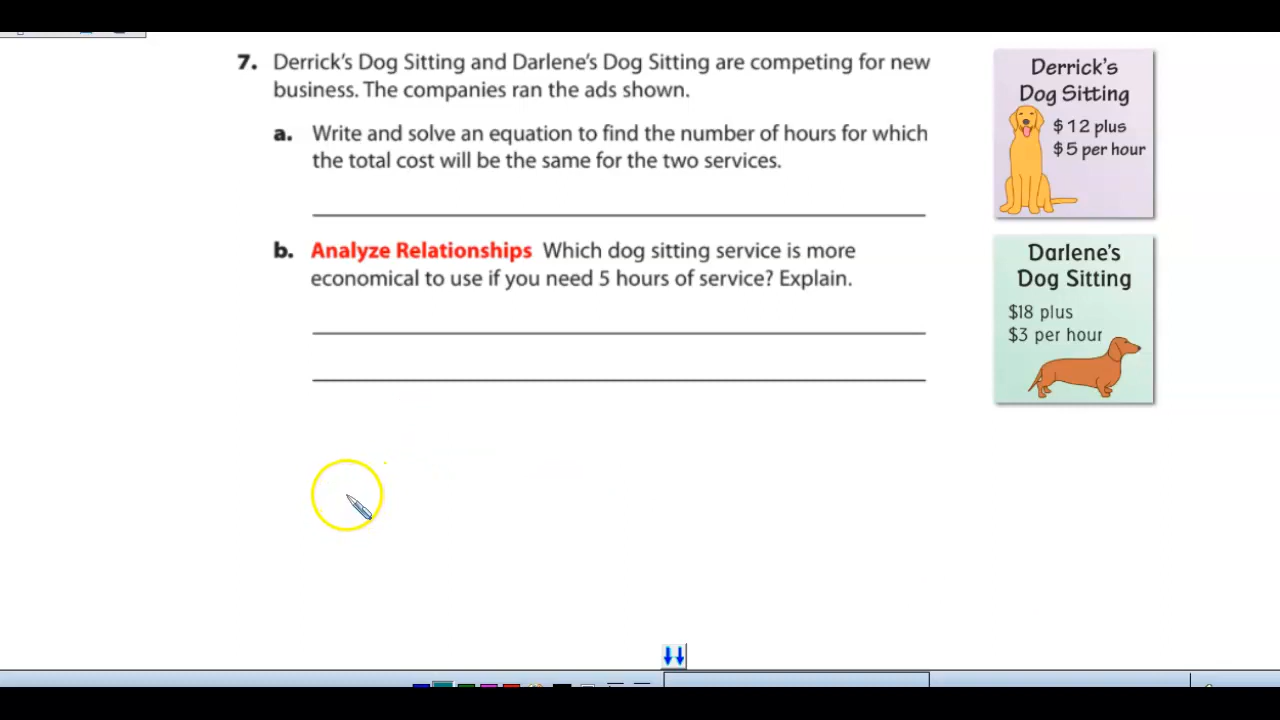 7. Derrick's Dog Sitting and Darlene's Dog Sitting are competing for new
business. The companies ran the ads shown.
a. Write and solve an equation to find the number of hours for which
the total cost will be the same for the two services.
b. Analyze Relationships Which dog sitting service is more
economical to use if you need 5 hours of service? Explain.
Derrick's
Dog Sitting
$12 plus
$5 per hour
Darlene's
Dog Sitting
$18 plus
$3 per hour